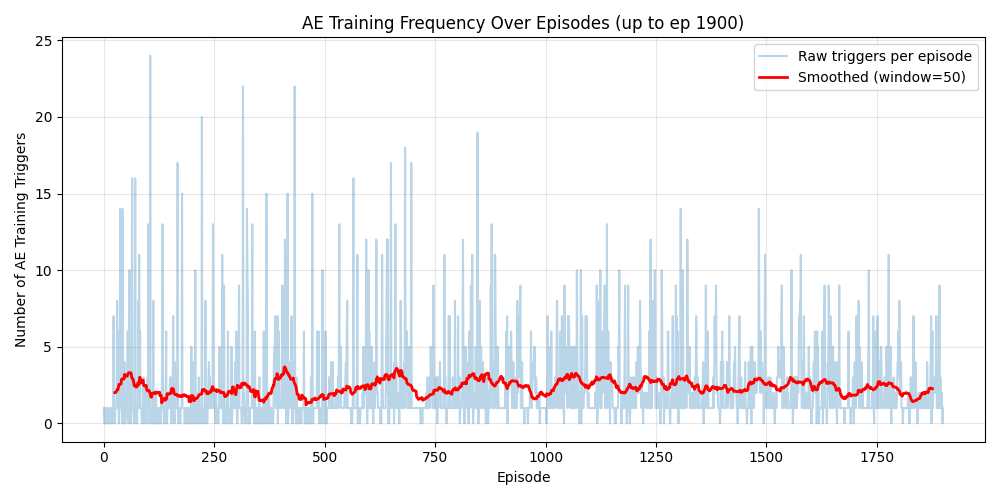 AE Training Frequency Over Episodes (up to ep 1900)
Raw triggers per episode
Smoothed (window=50)
Number of AE Training Triggers
25
20
15
10
5
0
0 250 500 750 1000 1250 1500 1750
Episode